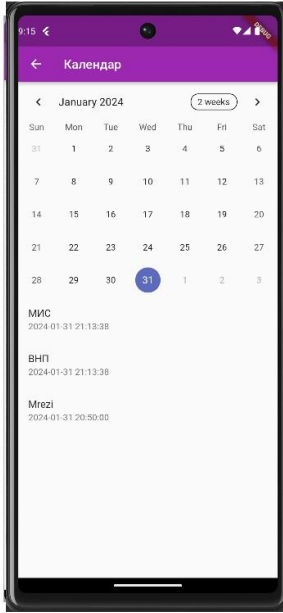 9:15
DEBUG
Календар
January 2024 2 weeks
Sun Mon Tue Wed Thu Fri Sat
31 1 2 3 4 5 6
7 8 9 10 11 12 13
14 15 16 17 18 19 20
21 22 23 24 25 26 27
28 29 30 31 1 2 3
МИС
2024-01-31 21:13:38
ВНП
2024-01-31 21:13:38
Mrezi
2024-01-31 20:50:00